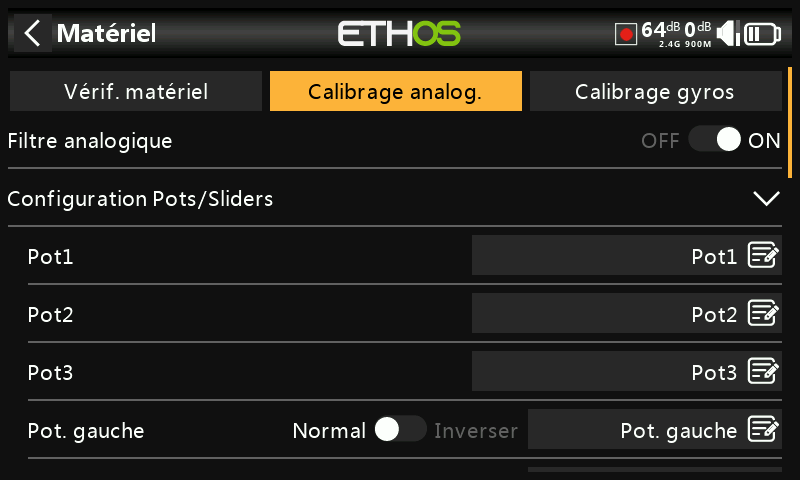 Matériel
ETHOS
64dB 0dB
2.4G 900M
Vérif. matériel
Calibrage analog.
Calibrage gyros
Filtre analogique OFF ON
Configuration Pots/Sliders
Pot1 Pot1
Pot2 Pot2
Pot3 Pot3
Pot. gauche Normal Inverser Pot. gauche